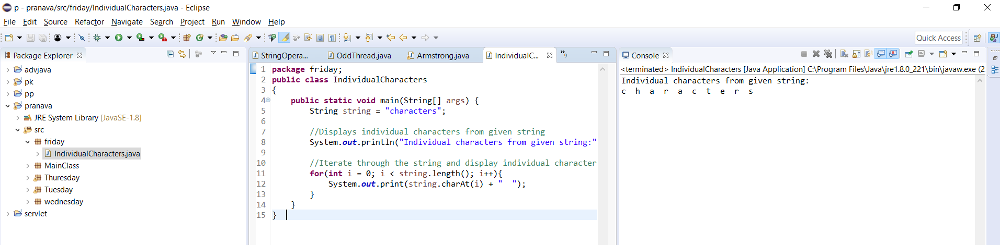 p - pranava/src/friday/IndividualCharacters.java - Eclipse
File Edit Source Refactor Navigate Search Project Run Window Help
Quick Access
Package Explorer
advjava
pk
pp
pranava
JRE System Library [JavaSE-1.8]
src
friday
IndividualCharacters.java
MainClass
Thuresday
Tuesday
wednesday
servlet
StringOpera... OddThread.java Armstrong.java IndividualC... »9
1 package friday;
2 public class IndividualCharacters
3 {
4 public static void main(String[] args) {
5 String string = "characters";
6
7 //Displays individual characters from given string
8 System.out.println("Individual characters from given string:"
9
10 //Iterate through the string and display individual character
11 for(int i = 0; i < string.length(); i++){
12 System.out.print(string.charAt(i) + "  ");
13 }
14 }
15 }
Console
<terminated> IndividualCharacters [Java Application] C:\Program Files\Java\jre1.8.0_221\bin\javaw.exe (2
Individual characters from given string:
c  h  a  r  a  c  t  e  r  s